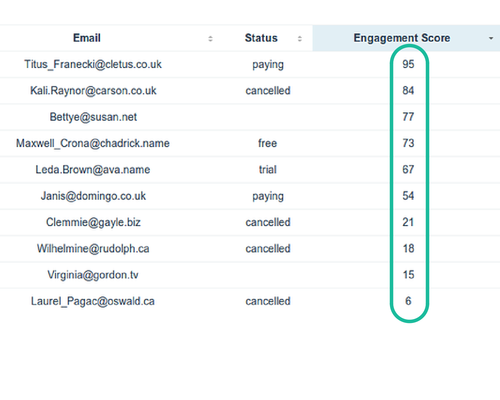 Email Status Engagement Score
Titus_Franecki@cletus.co.uk paying 95
Kali.Raynor@carson.co.uk cancelled 84
Bettye@susan.net 77
Maxwell_Crona@chadrick.name free 73
Leda.Brown@ava.name trial 67
Janis@domingo.co.uk paying 54
Clemmie@gayle.biz cancelled 21
Wilhelmine@rudolph.ca cancelled 18
Virginia@gordon.tv 15
Laurel_Pagac@oswald.ca cancelled 6